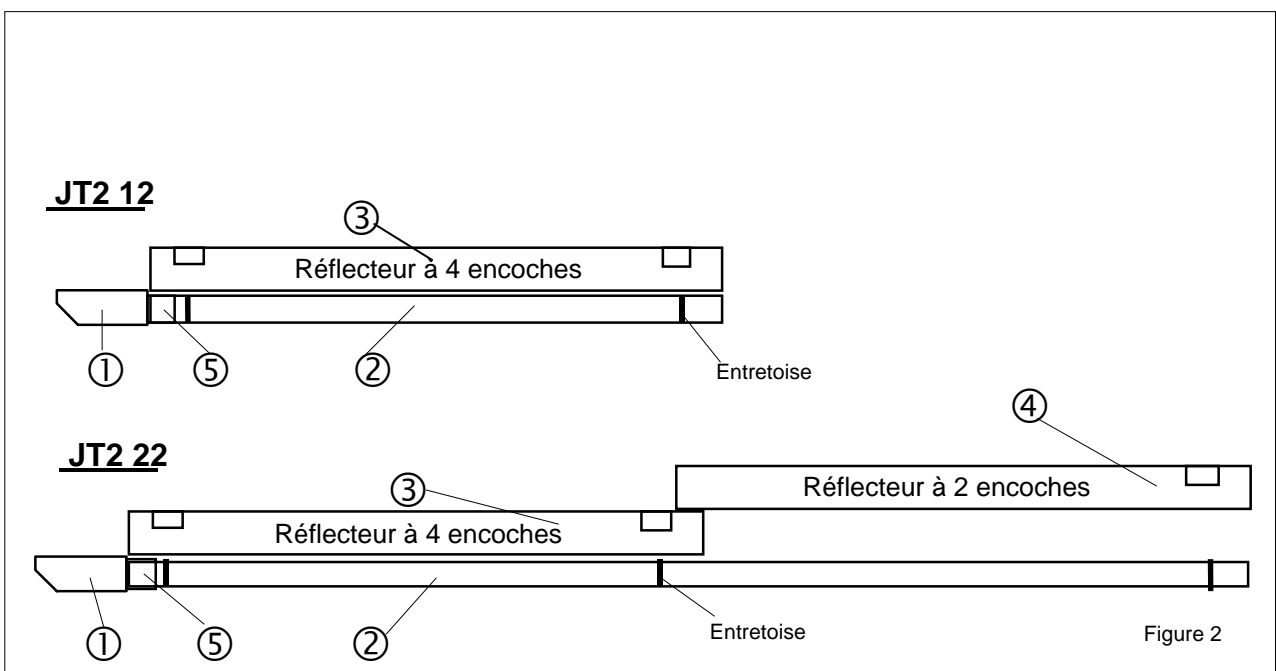 JT2 12
③
Réflecteur à 4 encoches
① ⑤ ②
Entretoise
④
JT2 22
Réflecteur à 2 encoches
③
Réflecteur à 4 encoches
① ⑤ ②
Entretoise
Figure 2